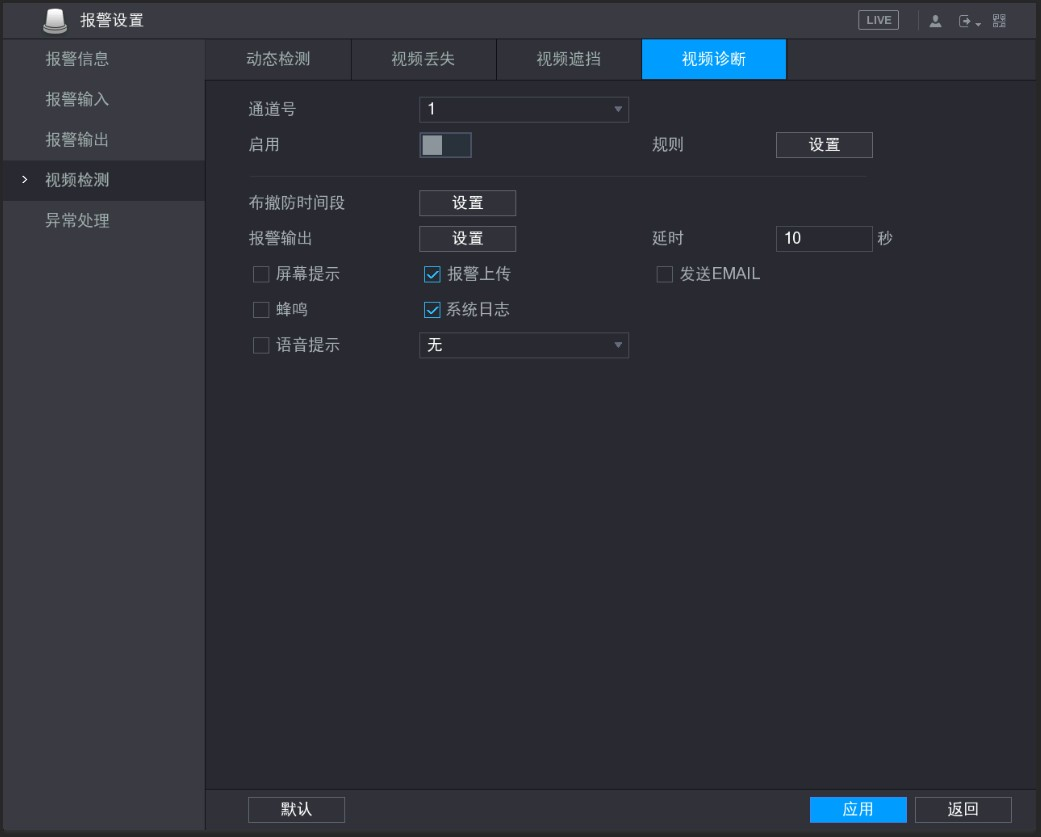 报警设置 LIVE
报警信息
报警输入
报警输出
视频检测
异常处理
动态检测 视频丢失 视频遮挡 视频诊断
通道号 1
启用 规则 设置
布撤防时间段 设置
报警输出 设置 延时 10 秒
屏幕提示 报警上传 发送EMAIL
蜂鸣 系统日志
语音提示 无
默认 应用 返回